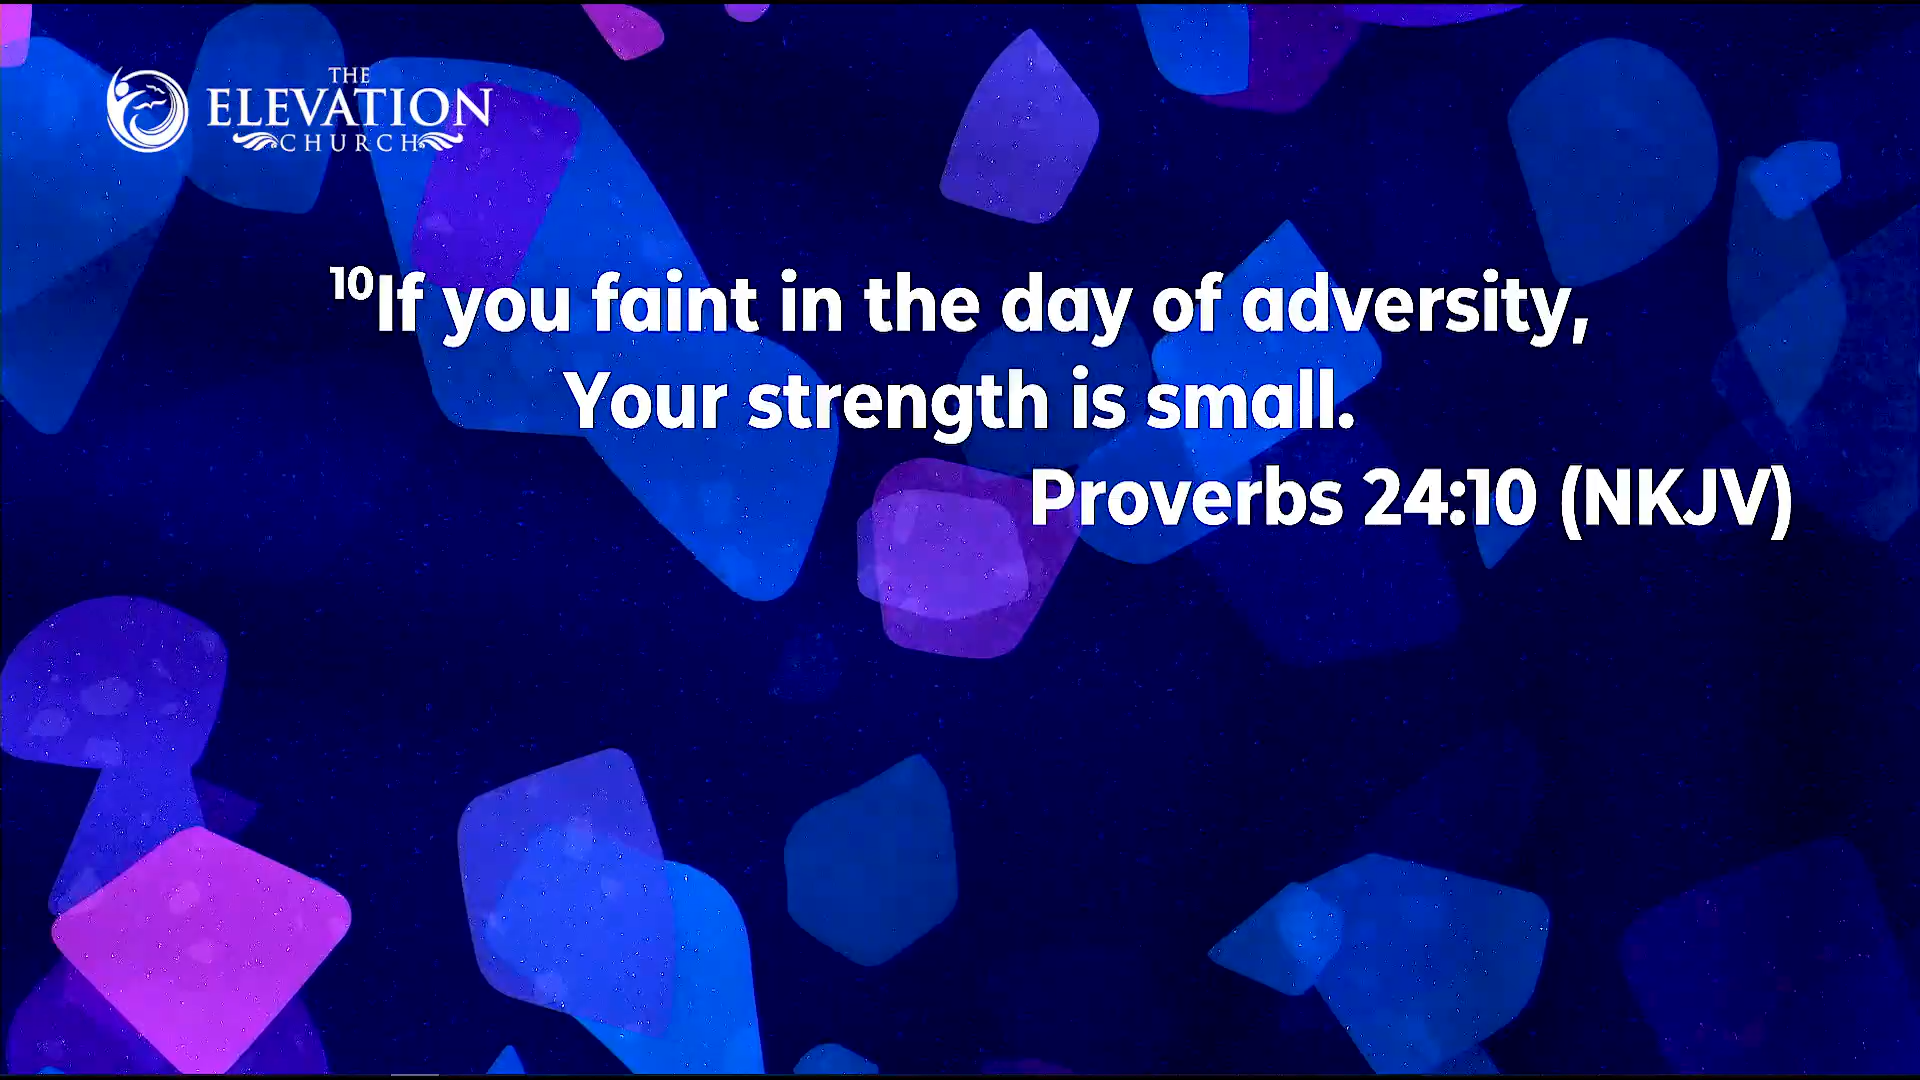 THE
ELEVATION
CHURCH
¹⁰If you faint in the day of adversity,
Your strength is small.
Proverbs 24:10 (NKJV)